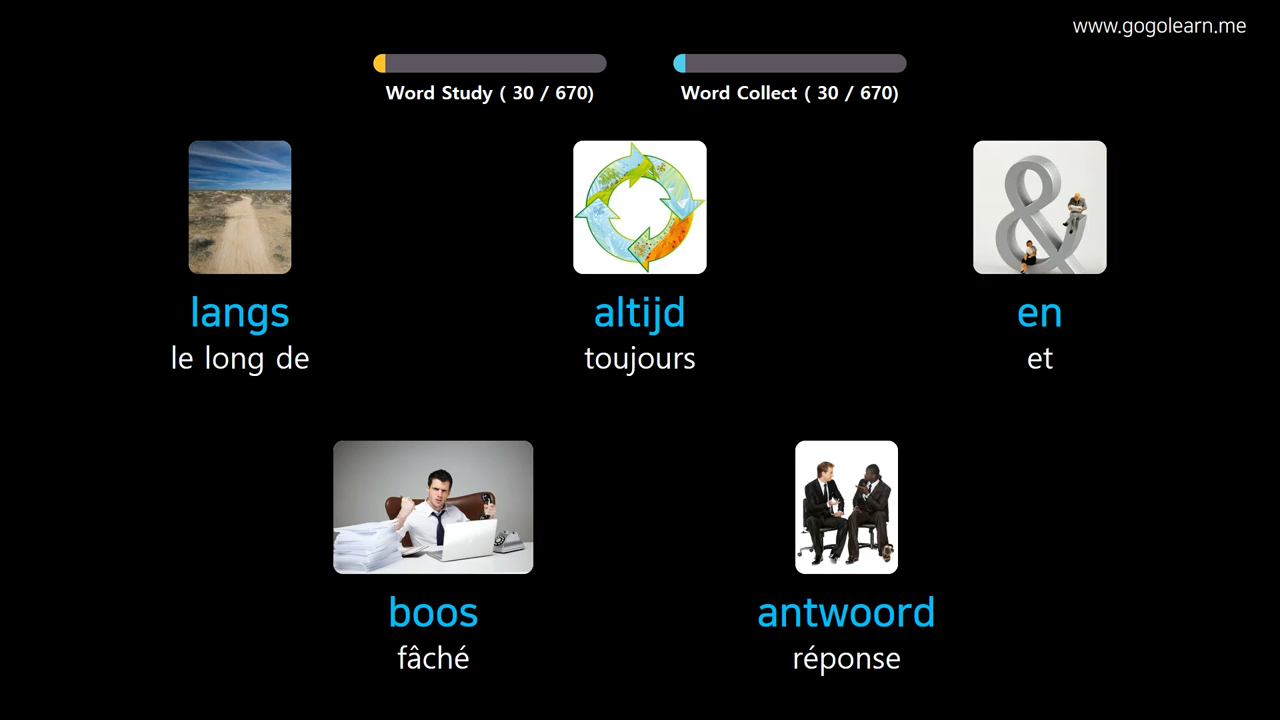 www.gogolearn.me
Word Study ( 30 / 670)
Word Collect ( 30 / 670)
langs
le long de
altijd
toujours
en
et
boos
fâché
antwoord
réponse